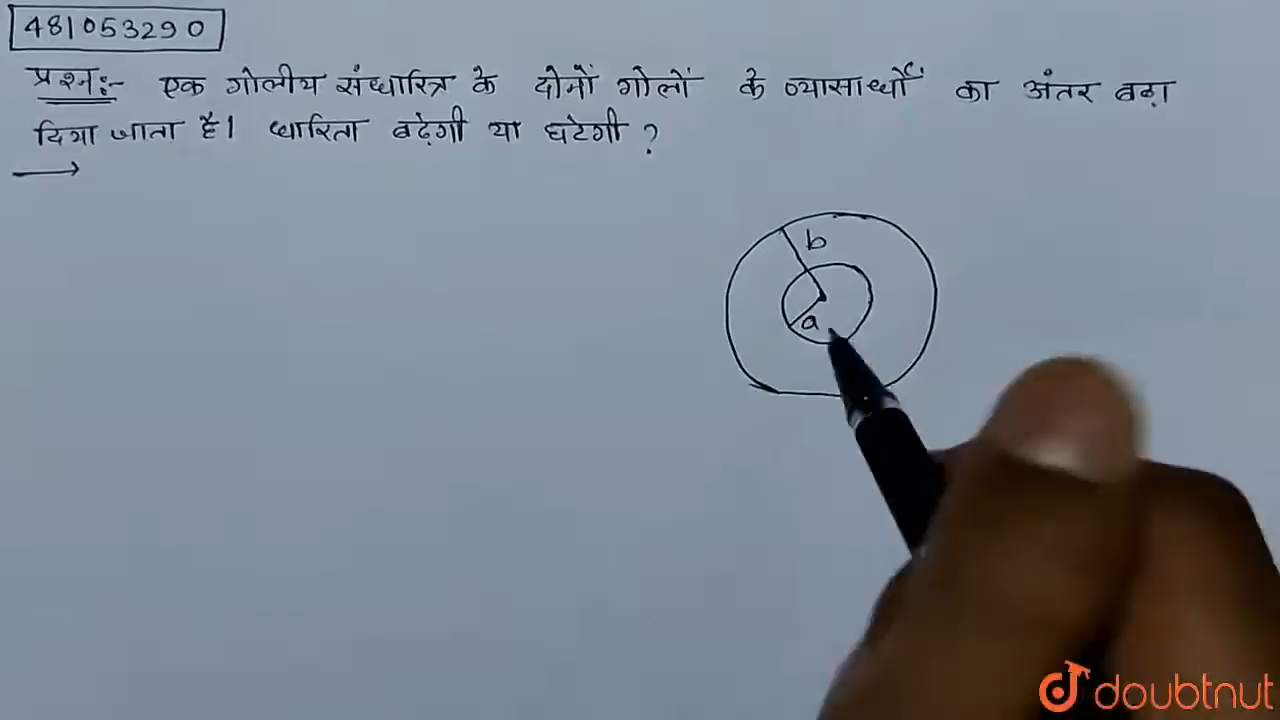 481053290
प्रश्न:- एक गोलीय संधारित्र के दोनों गोलों के व्यासार्धों का अंतर बढ़ा
दिया जाता है। धारिता बढ़ेगी या घटेगी ?
b
a
doubtnut